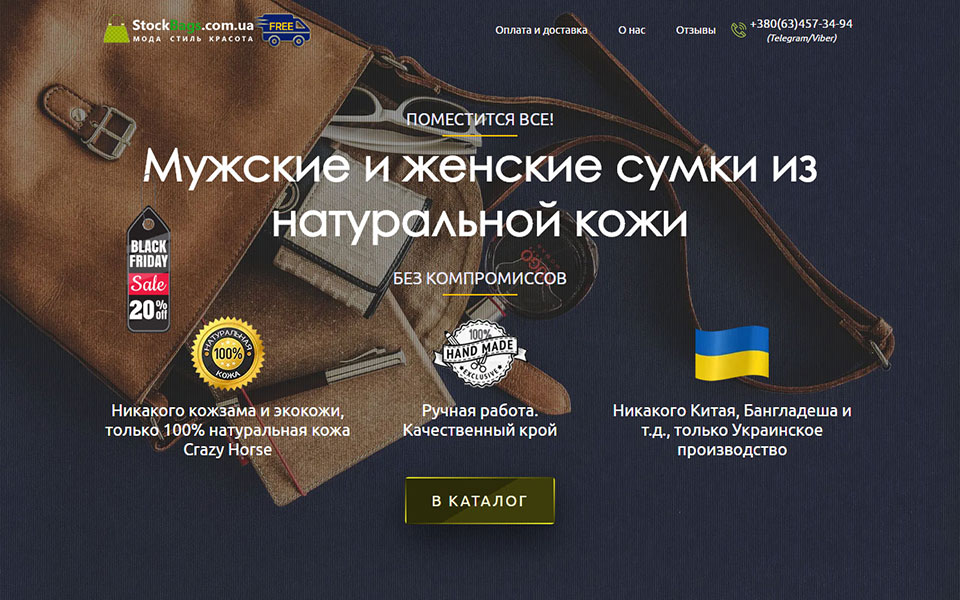 StockBags.com.ua
МОДА СТИЛЬ КРАСОТА
FREE
Оплата и доставка
О нас
Отзывы
+380(63)457-34-94
(Telegram/Viber)
ПОМЕСТИТСЯ ВСЕ!
Мужские и женские сумки из
натуральной кожи
БЕЗ КОМПРОМИССОВ
BLACK
FRIDAY
Sale
20% off
НАТУРАЛЬНАЯ
100%
КОЖА
100%
HAND MADE
EXCLUSIVE
Никакого кожзама и экокожи,
только 100% натуральная кожа
Crazy Horse
Ручная работа.
Качественный крой
Никакого Китая, Бангладеша и
т.д., только Украинское
производство
В КАТАЛОГ